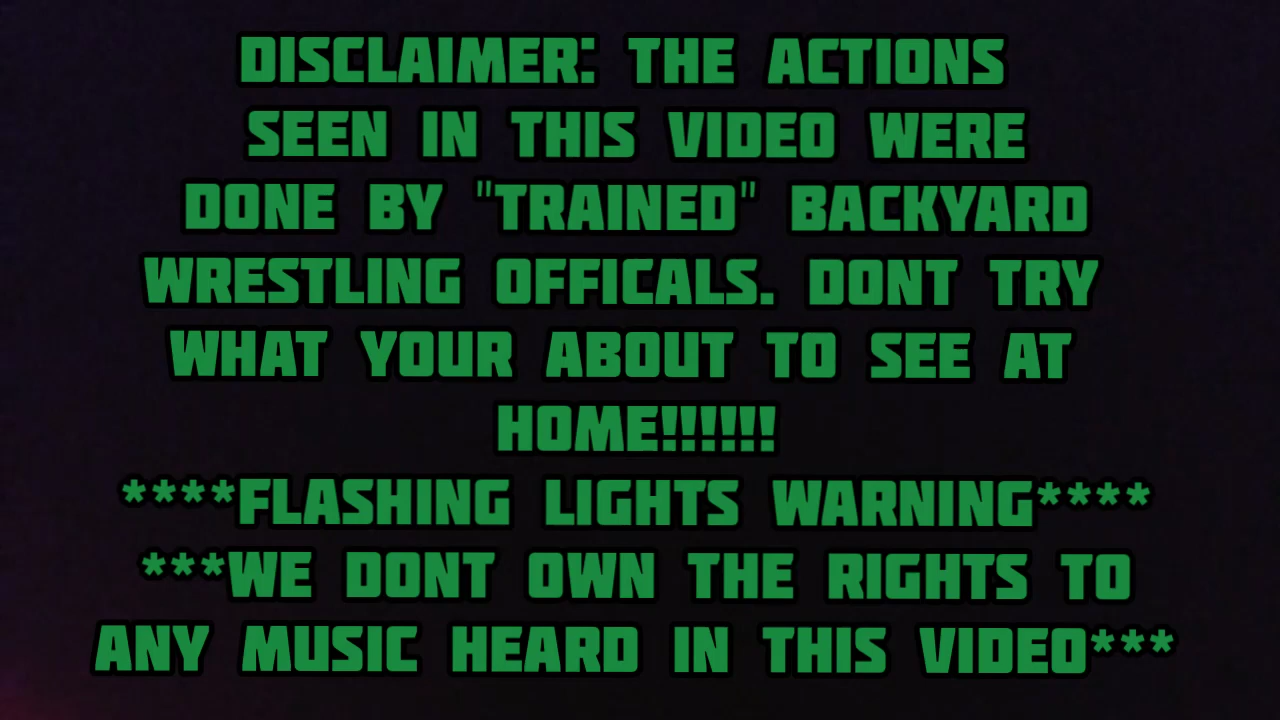 DISCLAIMER: THE ACTIONS
SEEN IN THIS VIDEO WERE
DONE BY "TRAINED" BACKYARD
WRESTLING OFFICALS. DONT TRY
WHAT YOUR ABOUT TO SEE AT
HOME!!!!!!
****FLASHING LIGHTS WARNING****
***WE DONT OWN THE RIGHTS TO
ANY MUSIC HEARD IN THIS VIDEO***